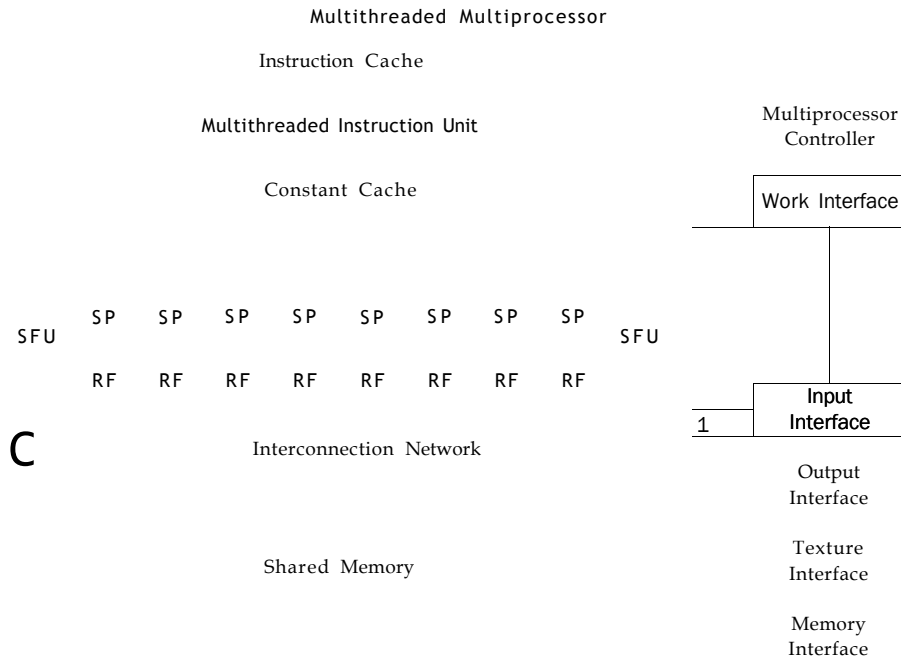 Multithreaded Multiprocessor
Instruction Cache
Multithreaded Instruction Unit
Multiprocessor
Controller
Constant Cache
Work Interface
SP SP SP SP SP SP SP SP
SFU SFU
RF RF RF RF RF RF RF RF
Input
Interface
1
C
Interconnection Network
Output
Interface
Shared Memory
Texture
Interface
Memory
Interface